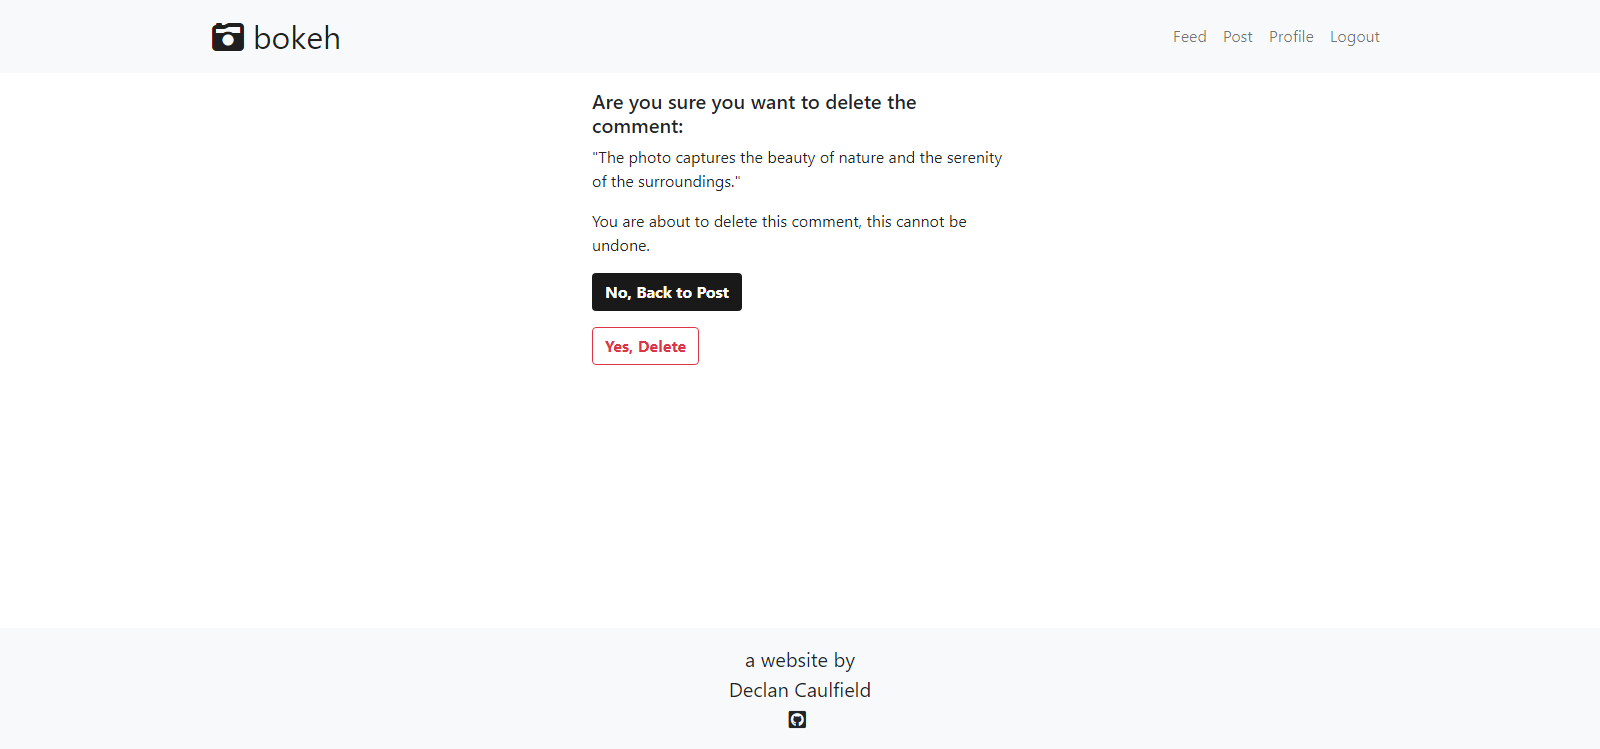 bokeh
Feed Post Profile Logout
Are you sure you want to delete the
comment:
"The photo captures the beauty of nature and the serenity
of the surroundings."
You are about to delete this comment, this cannot be
undone.
No, Back to Post
Yes, Delete
a website by
Declan Caulfield